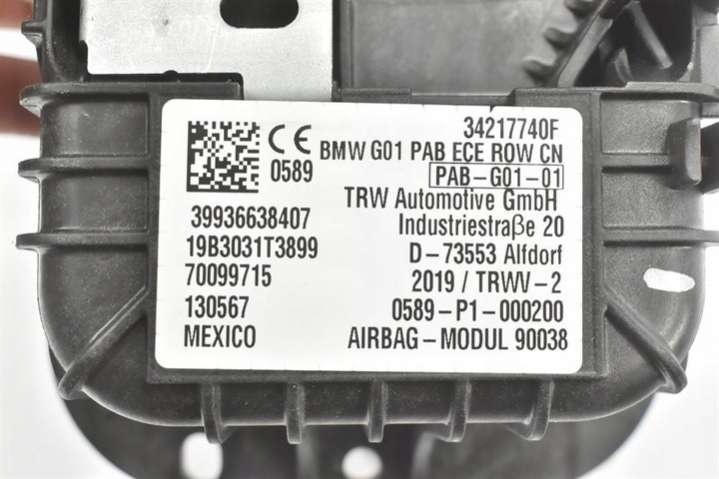 34217740F
CE BMW G01 PAB ECE ROW CN
0589 PAB-G01-01
TRW Automotive GmbH
39936638407 Industriestraße 20
19B3031T3899 D-73553 Alfdorf
70099715 2019 / TRWV-2
130567 0589-P1-000200
MEXICO AIRBAG-MODUL 90038